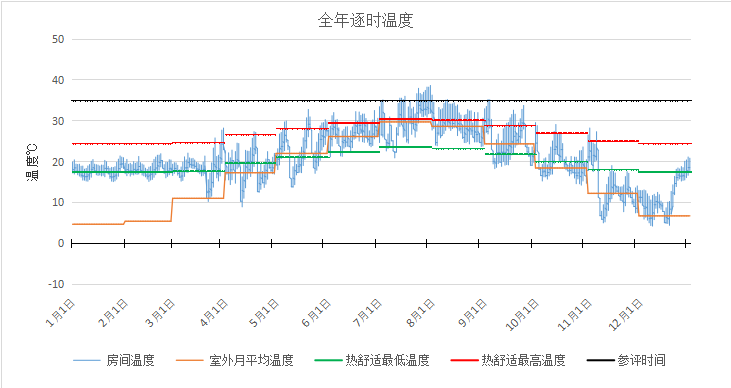 全年逐时温度
50
40
30
20
10
0
-10
温度℃
1月1日
2月1日
3月1日
4月1日
5月1日
6月1日
7月1日
8月1日
9月1日
10月1日
11月1日
12月1日
房间温度 室外月平均温度 热舒适最低温度 热舒适最高温度 参评时间